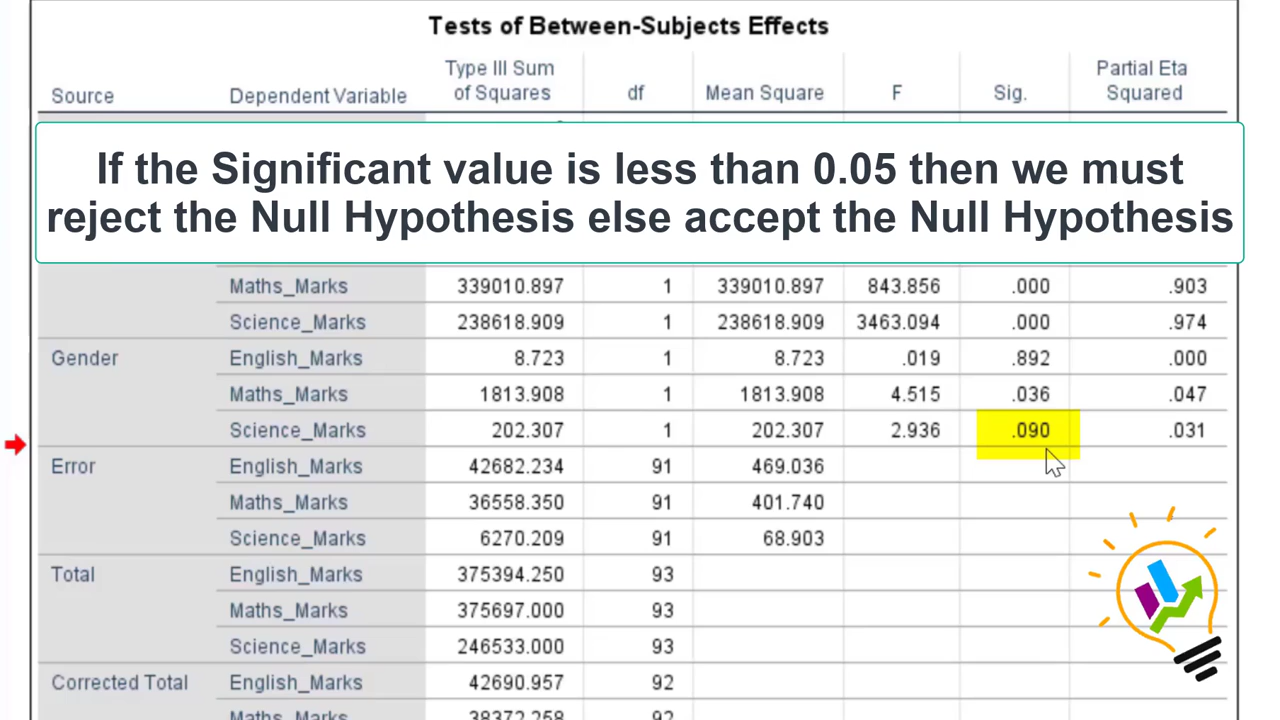 Tests of Between-Subjects Effects
Source Dependent Variable Type III Sum of Squares df Mean Square F Sig. Partial Eta Squared
If the Significant value is less than 0.05 then we must
reject the Null Hypothesis else accept the Null Hypothesis
Maths_Marks 339010.897 1 339010.897 843.856 .000 .903
Science_Marks 238618.909 1 238618.909 3463.094 .000 .974
Gender English_Marks 8.723 1 8.723 .019 .892 .000
Maths_Marks 1813.908 1 1813.908 4.515 .036 .047
Science_Marks 202.307 1 202.307 2.936 .090 .031
Error English_Marks 42682.234 91 469.036
Maths_Marks 36558.350 91 401.740
Science_Marks 6270.209 91 68.903
Total English_Marks 375394.250 93
Maths_Marks 375697.000 93
Science_Marks 246533.000 93
Corrected Total English_Marks 42690.957 92
Maths_Marks 38372.258 92